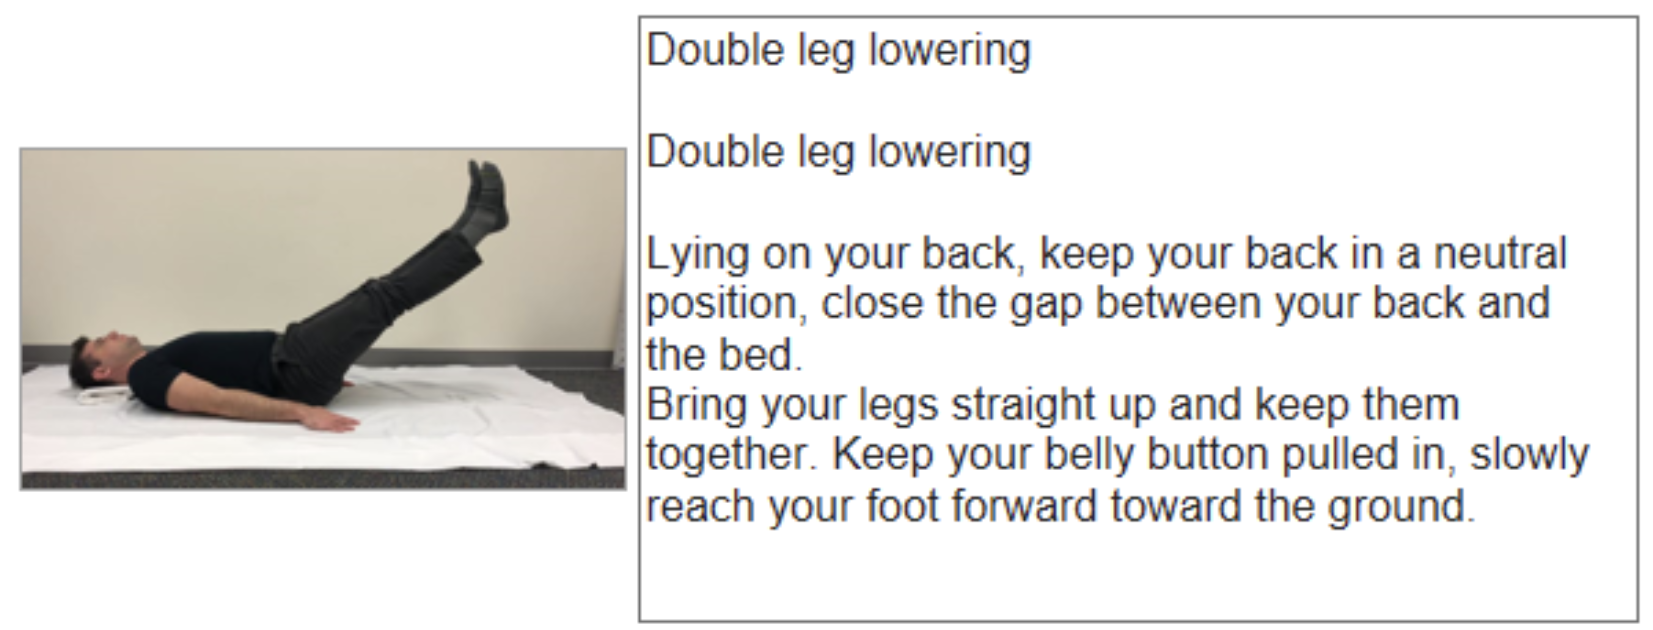 Double leg lowering
Double leg lowering
Lying on your back, keep your back in a neutral
position, close the gap between your back and
the bed.
Bring your legs straight up and keep them
together. Keep your belly button pulled in, slowly
reach your foot forward toward the ground.